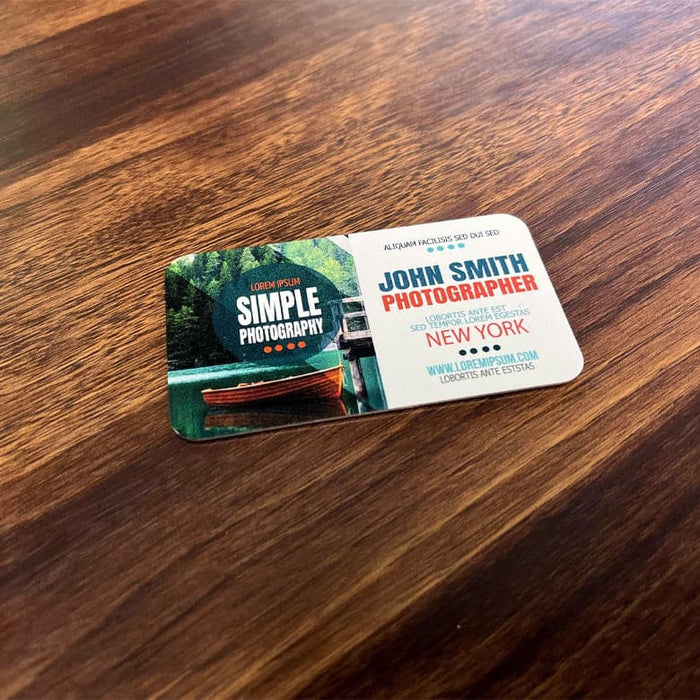 LOREM IPSUM
SIMPLE
PHOTOGRAPHY
ALIQUAM FACILISIS SED DUI SED
JOHN SMITH
PHOTOGRAPHER
LOBORTIS ANTE EST
SED TEMPOR LOREM EGESTAS
NEW YORK
WWW.LOREMIPSUM.COM
LOBORTIS ANTE ESTSTAS